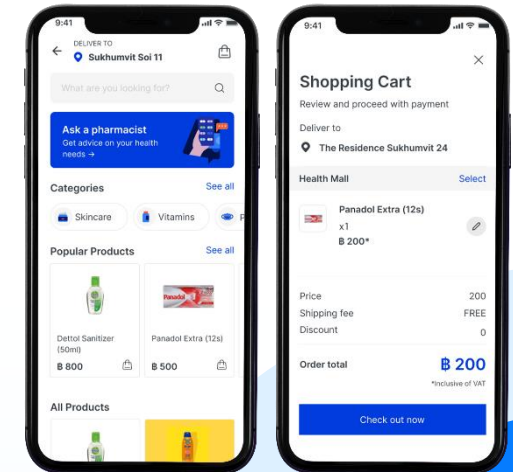 9:41
DELIVER TO
Sukhumvit Soi 11
What are you looking for?
Ask a pharmacist
Get advice on your health
needs →
Categories
See all
Skincare
Vitamins
P
Popular Products
See all
Panadol
Dettol Sanitizer
(50ml)
฿ 800
Panadol Extra (12s)
฿ 500
All Products
9:41
Shopping Cart
Review and proceed with payment
Deliver to
The Residence Sukhumvit 24
Health Mall
Select
Panadol Extra (12s)
x1
฿ 200*
Price
200
Shipping fee
FREE
Discount
0
Order total
฿ 200
*Inclusive of VAT
Check out now